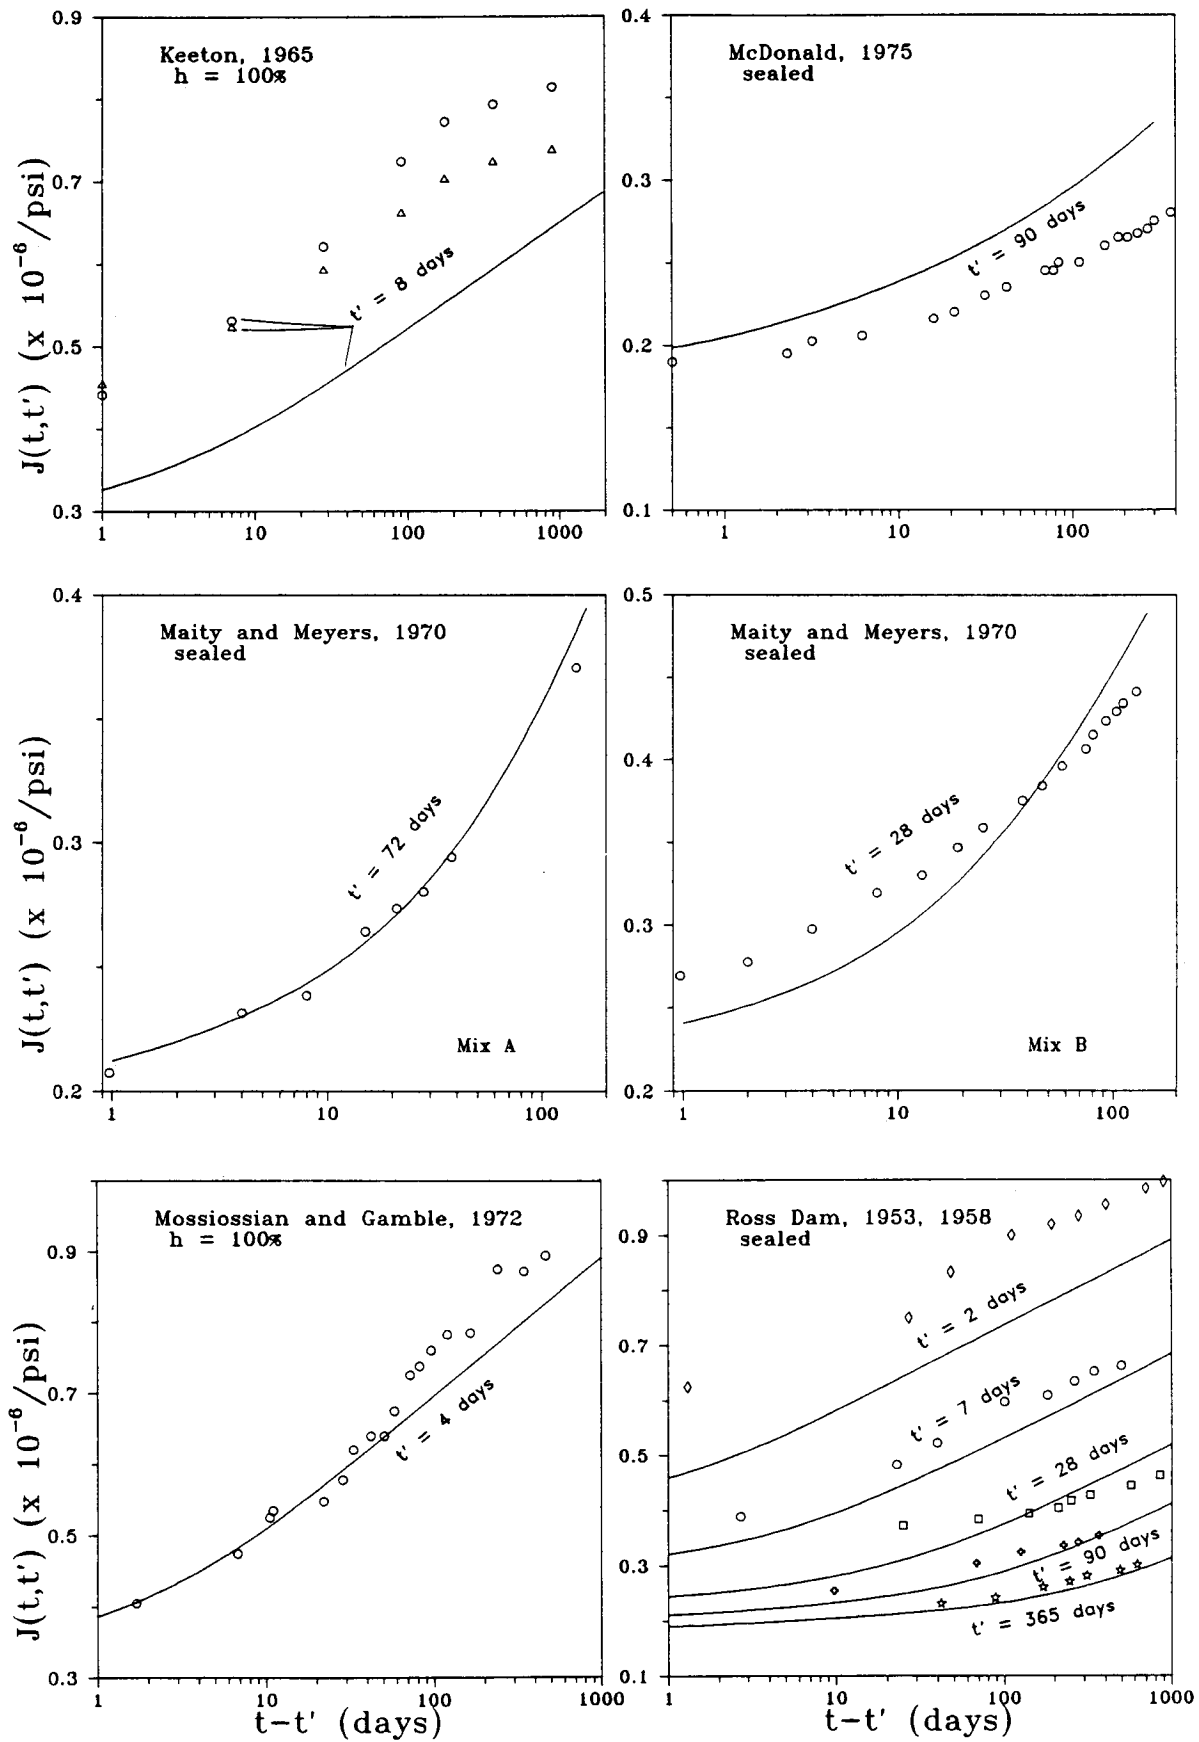 Keeton, 1965
h = 100%
J(t,t') (x 10⁻⁶/psi)
0.9
0.7
0.5
0.3
t' = 8 days
1
10
100
1000
McDonald, 1975
sealed
0.4
0.3
0.2
0.1
t' = 90 days
1
10
100
Maity and Meyers, 1970
sealed
J(t,t') (x 10⁻⁶/psi)
0.4
0.3
0.2
t' = 72 days
Mix A
1
10
100
Maity and Meyers, 1970
sealed
0.5
0.4
0.3
0.2
t' = 28 days
Mix B
1
10
100
Mossiossian and Gamble, 1972
h = 100%
J(t,t') (x 10⁻⁶/psi)
0.9
0.7
0.5
0.3
t' = 4 days
1
10
100
1000
t-t' (days)
Ross Dam, 1953, 1958
sealed
0.9
0.7
0.5
0.3
0.1
t' = 2 days
t' = 7 days
t' = 28 days
t' = 90 days
t' = 365 days
1
10
100
1000
t-t' (days)